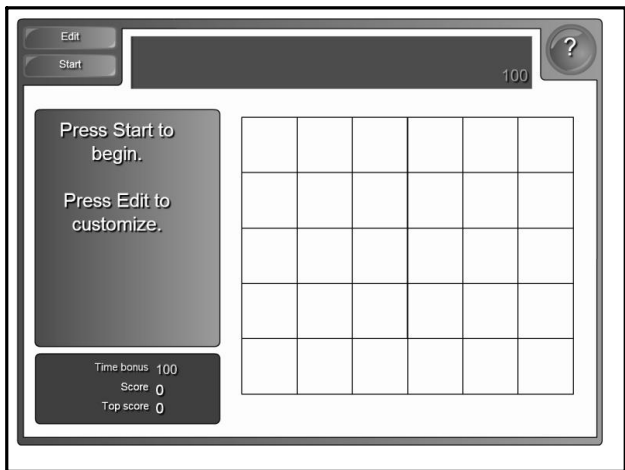 Edit
Start
100
?
Press Start to
begin.
Press Edit to
customize.
Time bonus 100
Score 0
Top score 0